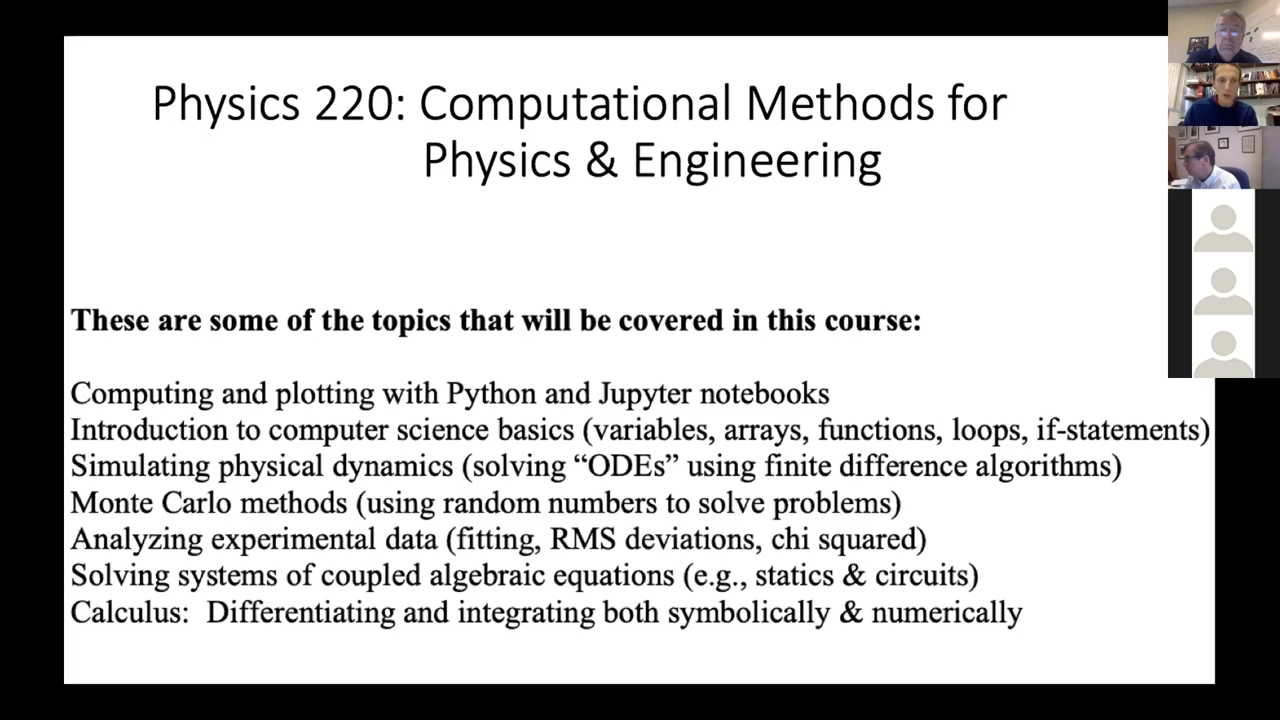 Physics 220: Computational Methods for
Physics & Engineering
These are some of the topics that will be covered in this course:
Computing and plotting with Python and Jupyter notebooks
Introduction to computer science basics (variables, arrays, functions, loops, if-statements)
Simulating physical dynamics (solving “ODEs” using finite difference algorithms)
Monte Carlo methods (using random numbers to solve problems)
Analyzing experimental data (fitting, RMS deviations, chi squared)
Solving systems of coupled algebraic equations (e.g., statics & circuits)
Calculus:  Differentiating and integrating both symbolically & numerically